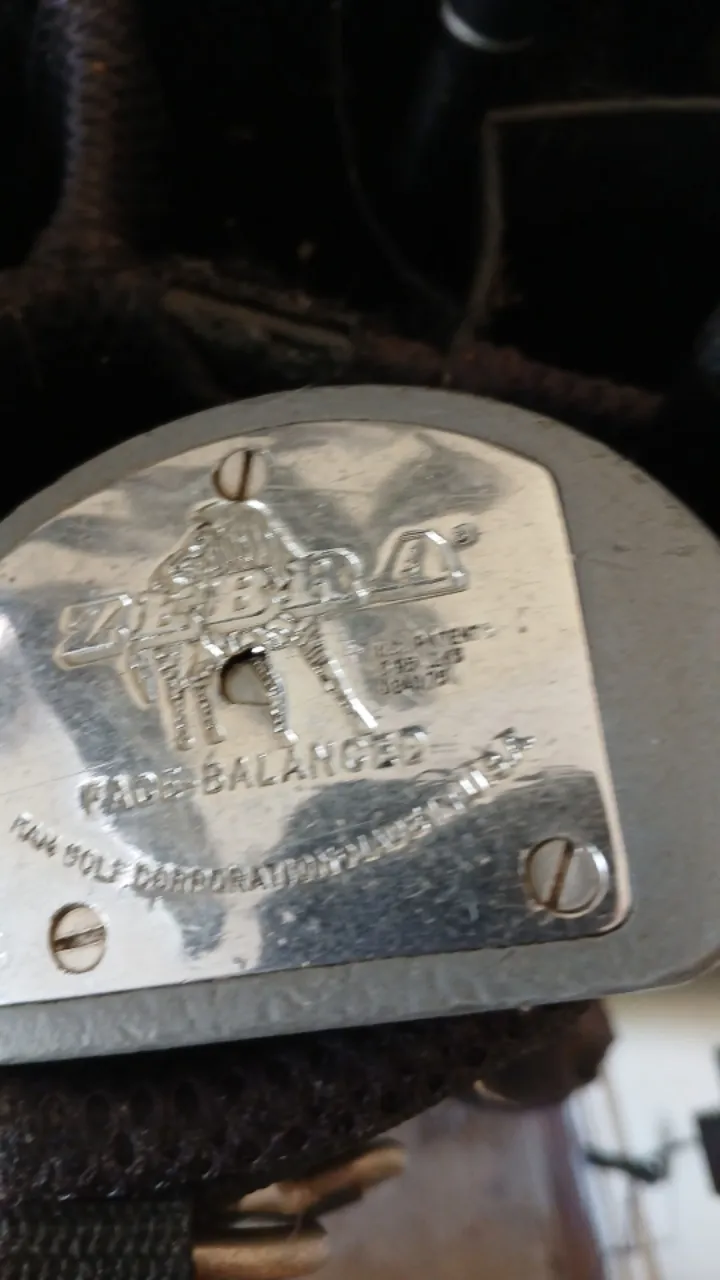 ZEBRA®
U.S. PATENTS
FACE-BALANCED
RAM GOLF CORPORATION U.S.A.